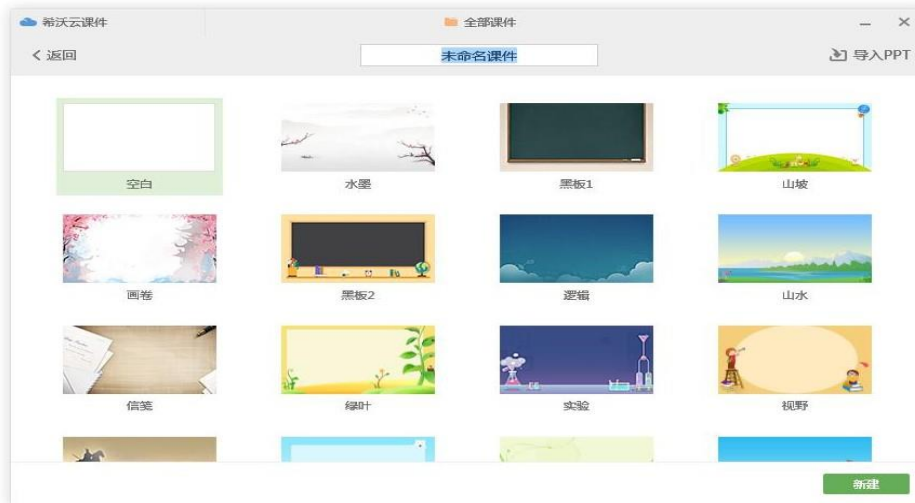 希沃云课件
全部课件
返回
未命名课件
导入PPT
空白
水墨
黑板1
山坡
画卷
黑板2
逻辑
山水
信笺
绿叶
实验
视野
新建